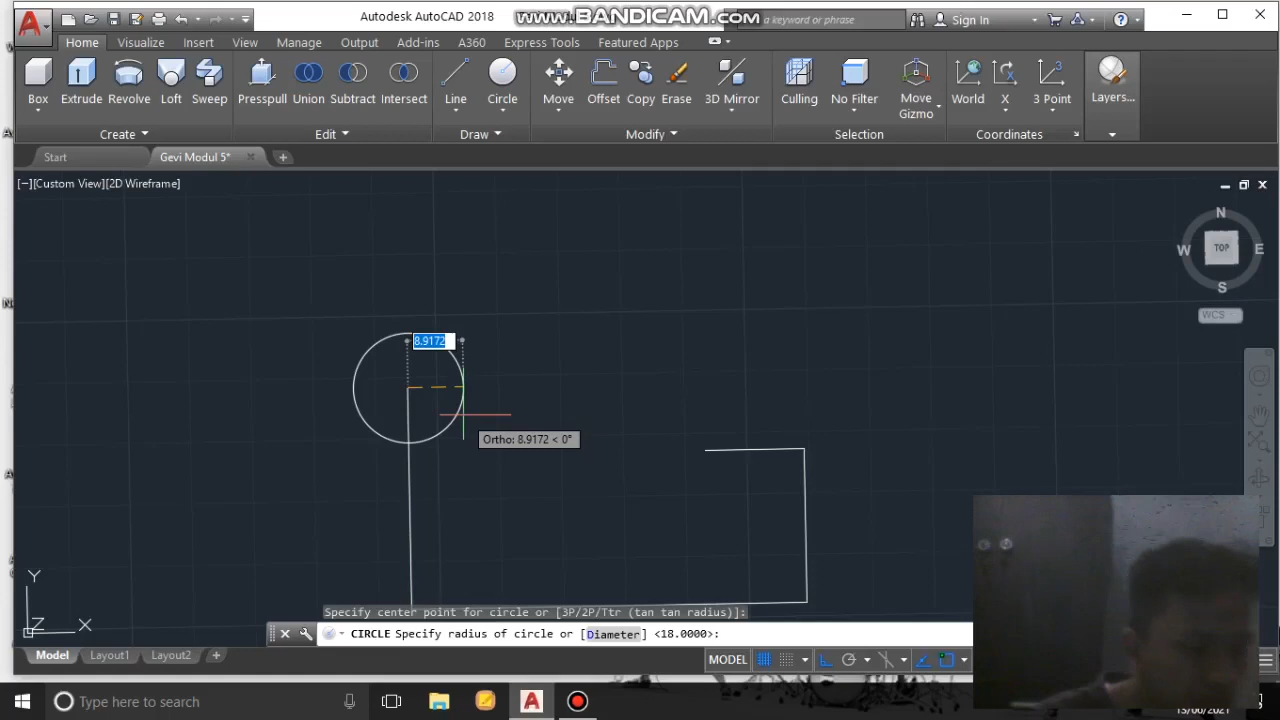 Autodesk AutoCAD 2018
www.BANDICAM.com
a keyword or phrase
Sign In
Home Visualize Insert View Manage Output Add-ins A360 Express Tools Featured Apps
Box Extrude Revolve Loft Sweep Presspull Union Subtract Intersect Line Circle Move Offset Copy Erase 3D Mirror Culling No Filter Move Gizmo World X 3 Point Layers...
Create Edit Draw Modify Selection Coordinates
Start Gevi Modul 5*
[−][Custom View][2D Wireframe]
N
W TOP E
S
WCS
8.9172
Ortho: 8.9172 < 0°
Y
Z X
Specify center point for circle or [3P/2P/Ttr (tan tan radius)]:
CIRCLE Specify radius of circle or [Diameter] <18.0000>:
Model Layout1 Layout2 +
MODEL
Type here to search